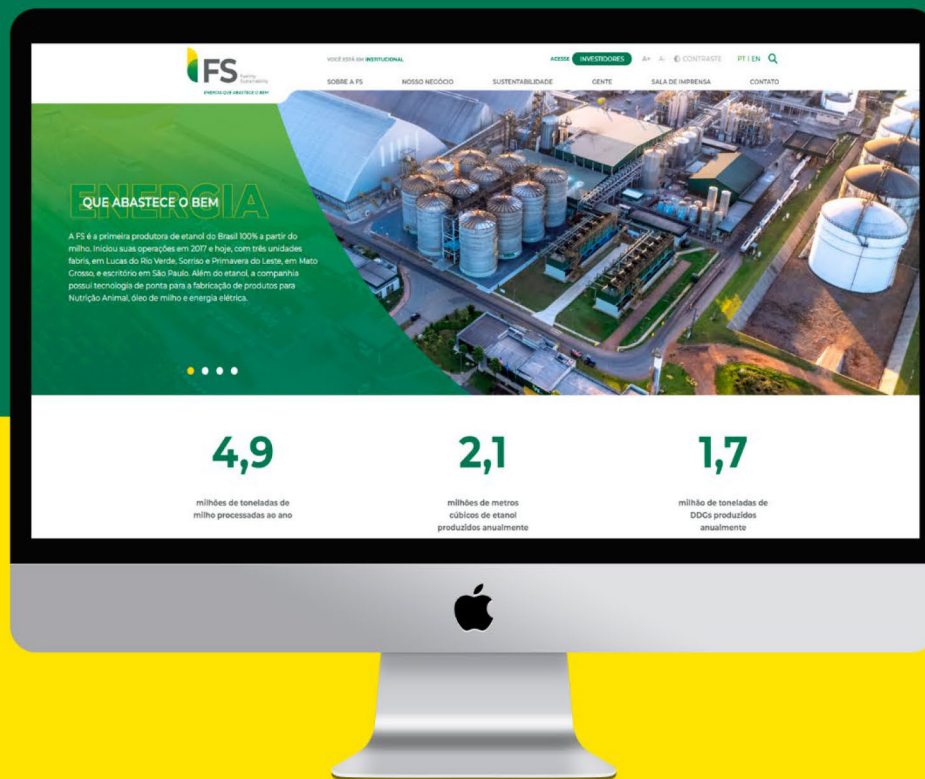 FS
Fueling
Sustainability
ENERGIA QUE ABASTECE O BEM
VOCÊ ESTÁ EM INSTITUCIONAL
ACESSE INVESTIDORES A+ A- CONTRASTE PT | EN
SOBRE A FS NOSSO NEGÓCIO SUSTENTABILIDADE GENTE SALA DE IMPRENSA CONTATO
ENERGIA
QUE ABASTECE O BEM
A FS é a primeira produtora de etanol do Brasil 100% a partir do
milho. Iniciou suas operações em 2017 e hoje, com três unidades
fabris, em Lucas do Rio Verde, Sorriso e Primavera do Leste, em Mato
Grosso, e escritório em São Paulo. Além do etanol, a companhia
possui tecnologia de ponta para a fabricação de produtos para
Nutrição Animal, óleo de milho e energia elétrica.
4,9
milhões de toneladas de
milho processadas ao ano
2,1
milhões de metros
cúbicos de etanol
produzidos anualmente
1,7
milhão de toneladas de
DDGs produzidos
anualmente